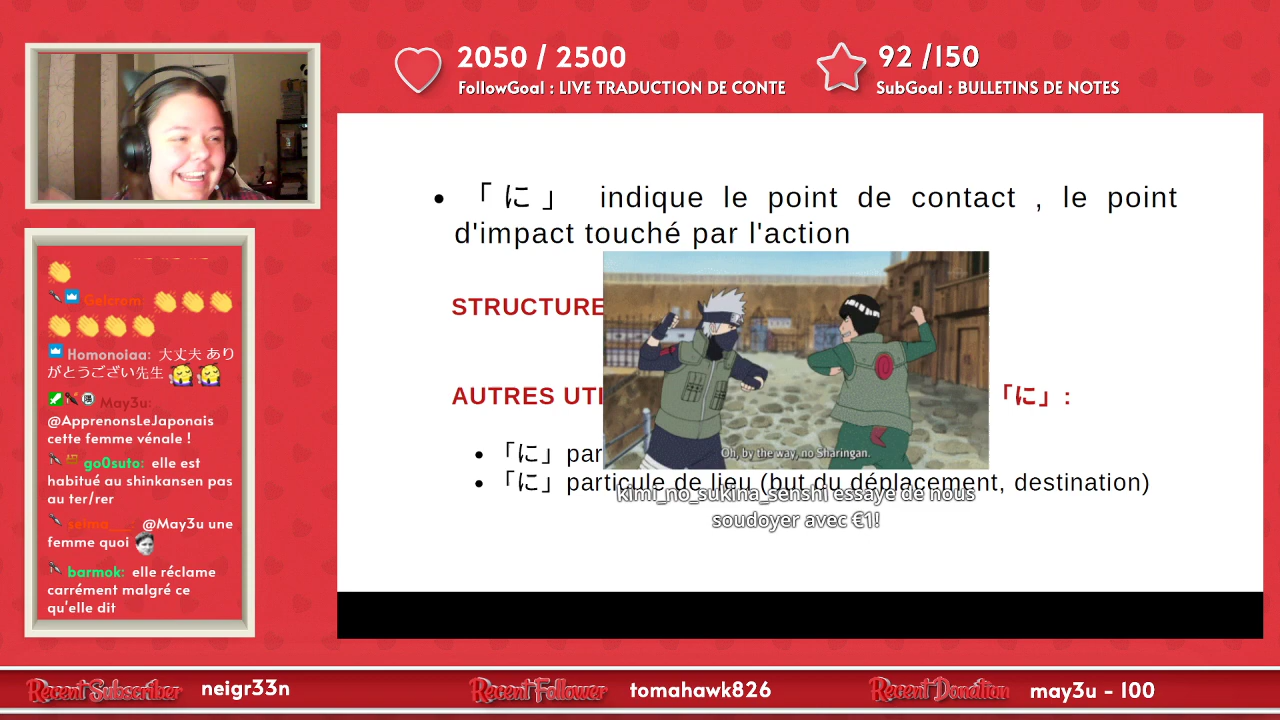 2050 / 2500
FollowGoal : LIVE TRADUCTION DE CONTE
92 /150
SubGoal : BULLETINS DE NOTES
• 「に」 indique le point de contact , le point
d'impact touché par l'action
STRUCTURE
AUTRES UTI
「に」:
• 「に」par
• 「に」particule de lieu (but du déplacement, destination)
Oh, by the way, no Sharingan.
kimi_no_sukina_senshi essaye de nous
soudoyer avec €1!
Gelcrom:
Homonoiaa: 大丈夫 あり
がとうござい先生
May3u:
@ApprenonsLeJaponais
cette femme vénale !
go0suto: elle est
habitué au shinkansen pas
au ter/rer
seima___: @May3u une
femme quoi
barmok: elle réclame
carrément malgré ce
qu'elle dit
Recent Subscriber neigr33n
Recent Follower tomahawk826
Recent Donation may3u - 100